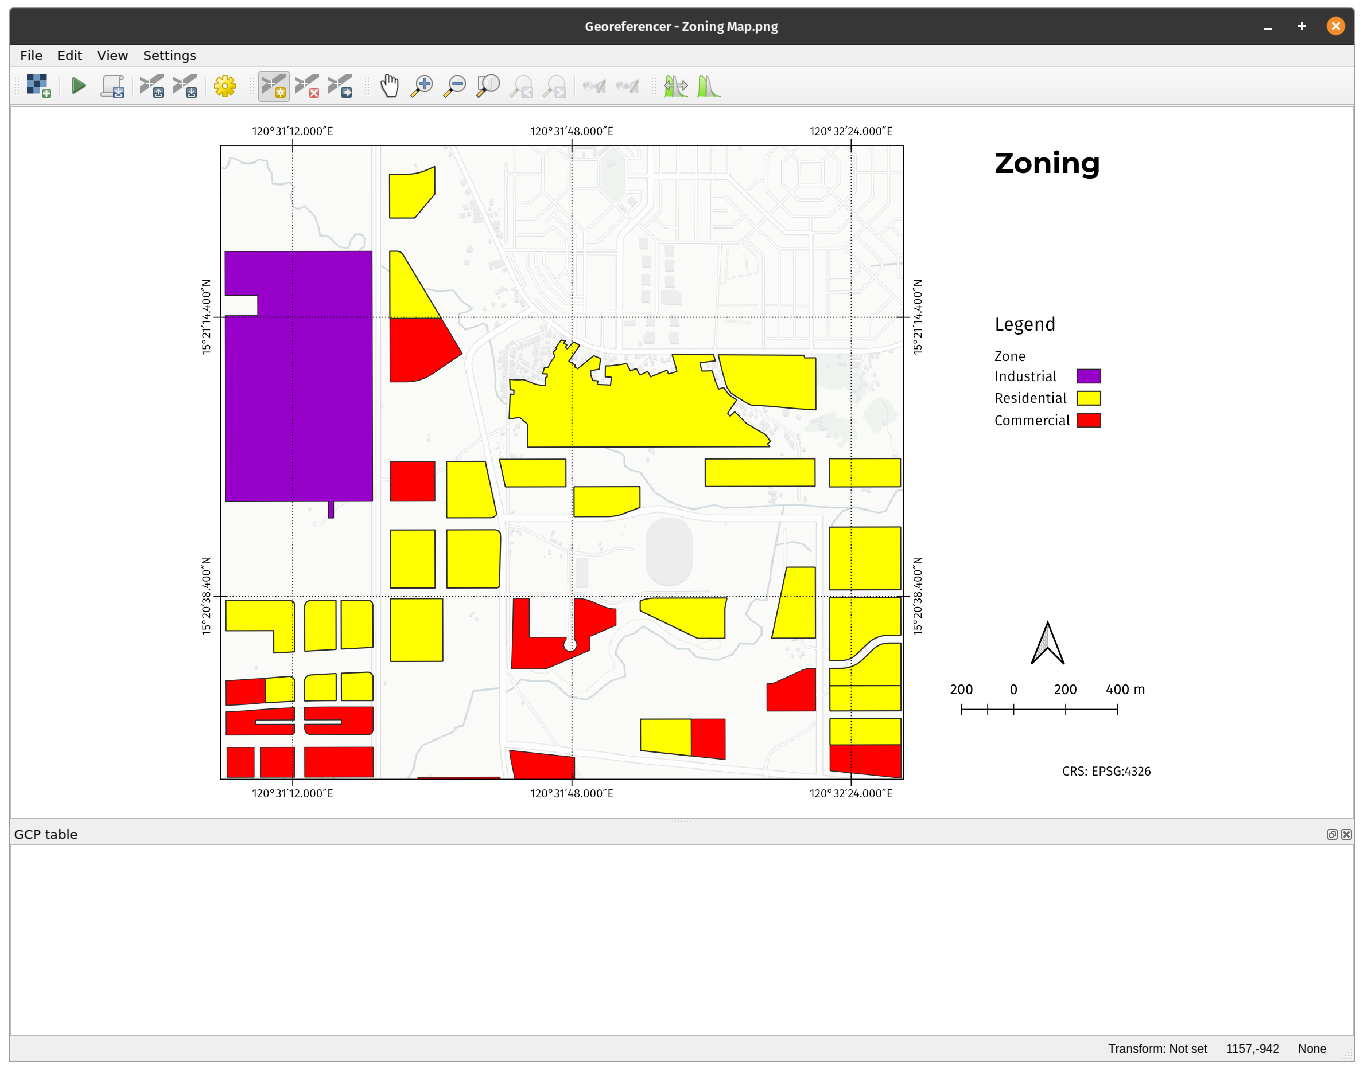 Georeferencer - Zoning Map.png
File Edit View Settings
120°31′12.000″E 120°31′48.000″E 120°32′24.000″E
Zoning
15°21′14.400″N 15°21′14.400″N
Legend
Zone
Industrial
Residential
Commercial
15°20′38.400″N 15°20′38.400″N
200 0 200 400 m
CRS: EPSG:4326
120°31′12.000″E 120°31′48.000″E 120°32′24.000″E
GCP table
Transform: Not set 1157,-942 None